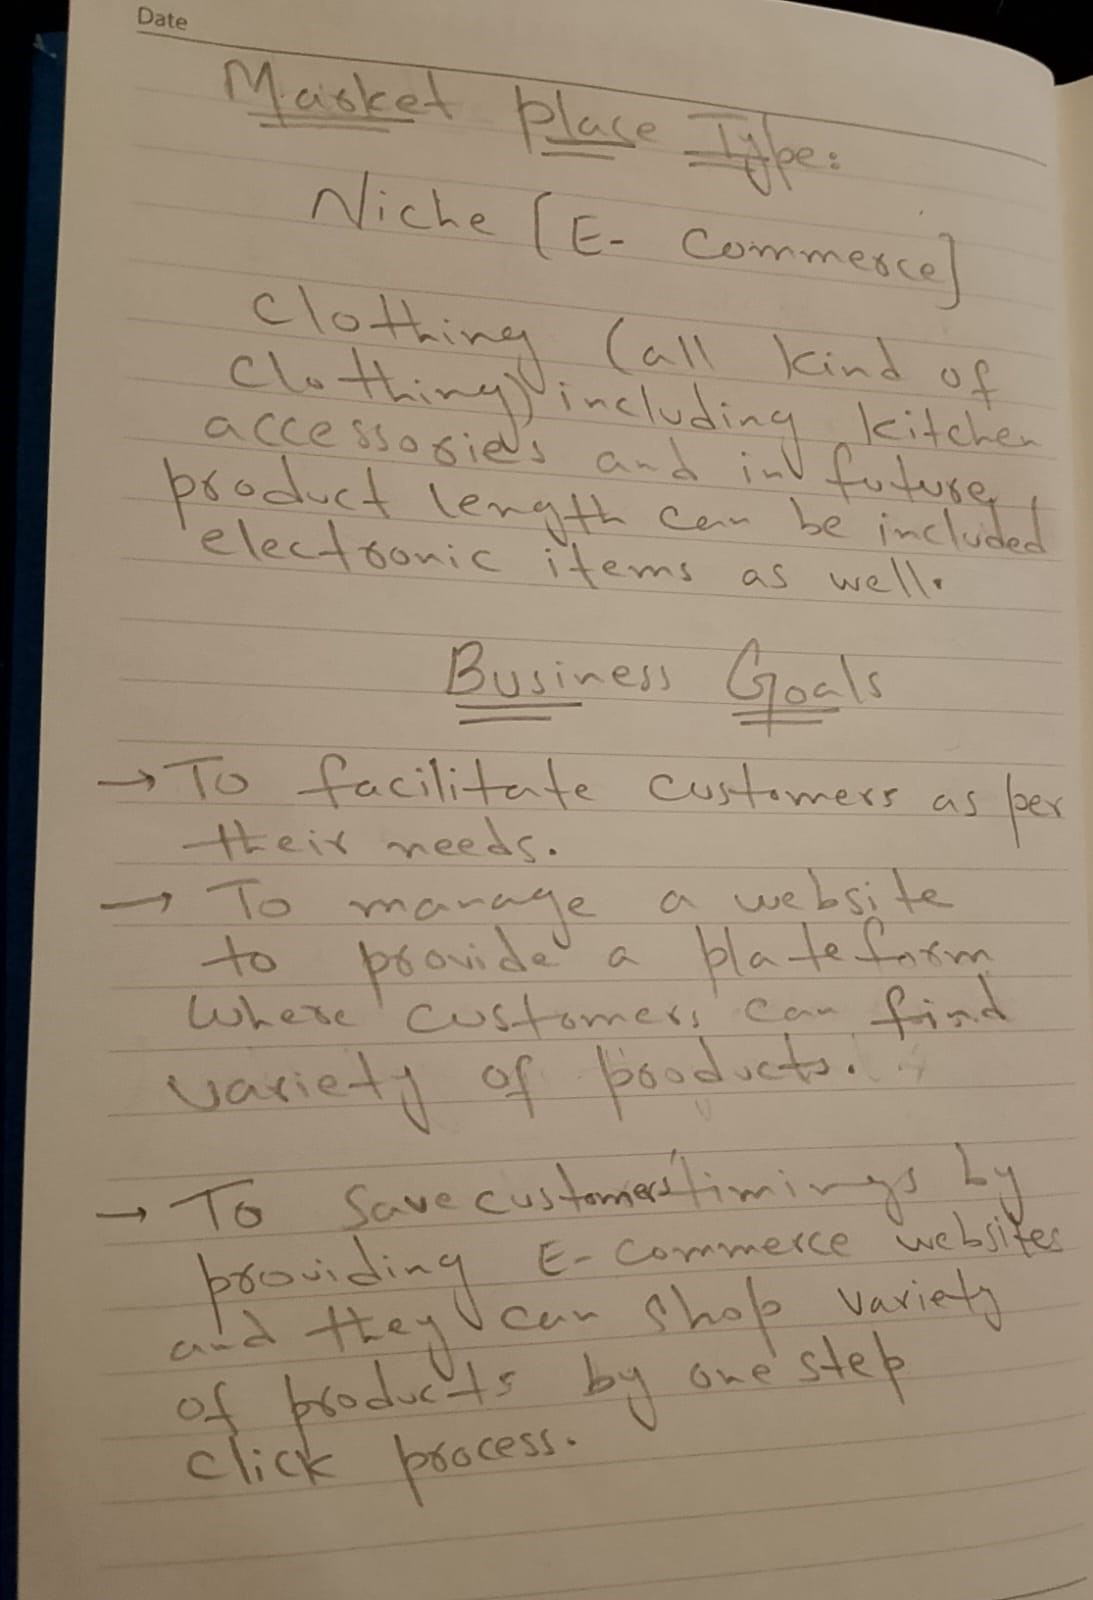 Date
Market Place Type:
Niche [E- Commerce]
Clothing (all kind of
Clothing) including kitchen
accessories and in future,
product length can be included
electronic items as well.
Business Goals
→ To facilitate customers as per
their needs.
→ To manage a website
to provide a plateform
where customers can find
variety of products.
→ To save customers' timings by
providing E-Commerce websites
and they can shop variety
of products by one step
click process.